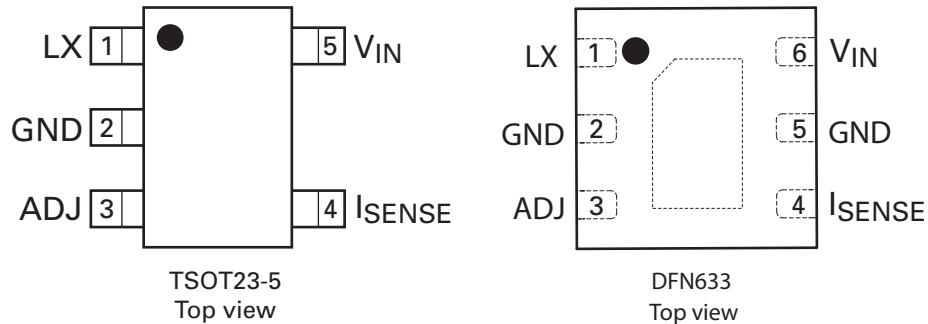 LX 1 5 VIN
GND 2
ADJ 3 4 ISENSE
TSOT23-5
Top view
LX 1 6 VIN
GND 2 5 GND
ADJ 3 4 ISENSE
DFN633
Top view